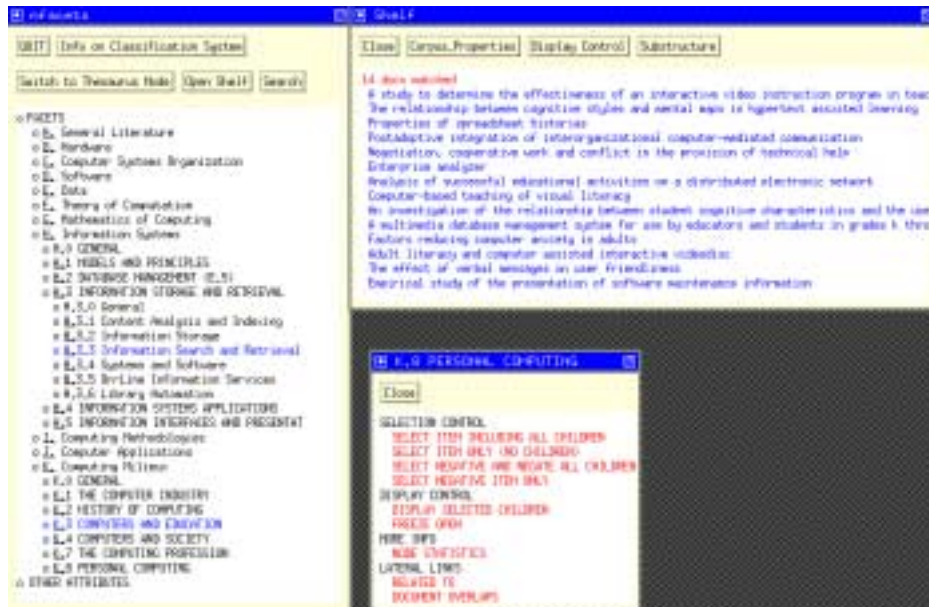 nfacets
QUIT Info on Classification System
Switch to Thesaurus Mode Open Shelf Search
FACETS
A. General Literature
B. Hardware
C. Computer Systems Organization
D. Software
E. Data
F. Theory of Computation
G. Mathematics of Computing
H. Information Systems
H.0 GENERAL
H.1 MODELS AND PRINCIPLES
H.2 DATABASE MANAGEMENT (E.5)
H.3 INFORMATION STORAGE AND RETRIEVAL
H.3.0 General
H.3.1 Content Analysis and Indexing
H.3.2 Information Storage
H.3.3 Information Search and Retrieval
H.3.4 Systems and Software
H.3.5 On-Line Information Services
H.3.6 Library Automation
H.4 INFORMATION SYSTEMS APPLICATIONS
H.5 INFORMATION INTERFACES AND PRESENTAT
I. Computing Methodologies
J. Computer Applications
K. Computing Milieux
K.0 GENERAL
K.1 THE COMPUTER INDUSTRY
K.2 HISTORY OF COMPUTING
K.3 COMPUTERS AND EDUCATION
K.4 COMPUTERS AND SOCIETY
K.7 THE COMPUTING PROFESSION
K.8 PERSONAL COMPUTING
OTHER ATTRIBUTES
Shelf
Close Corpus_Properties Display Control Substructure
14 docs matched
A study to determine the effectiveness of an interactive video instruction program in teac
The relationship between cognitive styles and mental maps in hypertext assisted learning
Properties of spreadsheet histories
Postadaptive integration of interorganizational computer-mediated communication
Negotiation, cooperative work and conflict in the provision of technical help
Enterprise analyzer
Analysis of successful educational activities on a distributed electronic network
Computer-based teaching of visual literacy
An investigation of the relationship between student cognitive characteristics and the use
A multimedia database management system for use by educators and students in grades k thro
Factors reducing computer anxiety in adults
Adult literacy and computer assisted interactive videodisc
The effect of verbal messages on user friendliness
Empirical study of the presentation of software maintenance information
K.8 PERSONAL COMPUTING
Close
SELECTION CONTROL
SELECT ITEM INCLUDING ALL CHILDREN
SELECT ITEM ONLY (NO CHILDREN)
SELECT NEGATIVE AND NEGATE ALL CHILDREN
SELECT NEGATIVE ITEM ONLY
DISPLAY CONTROL
DISPLAY SELECTED CHILDREN
FREEZE OPEN
MORE INFO
NODE STATISTICS
LATERAL LINKS
RELATED TO
DOCUMENT OVERLAPS